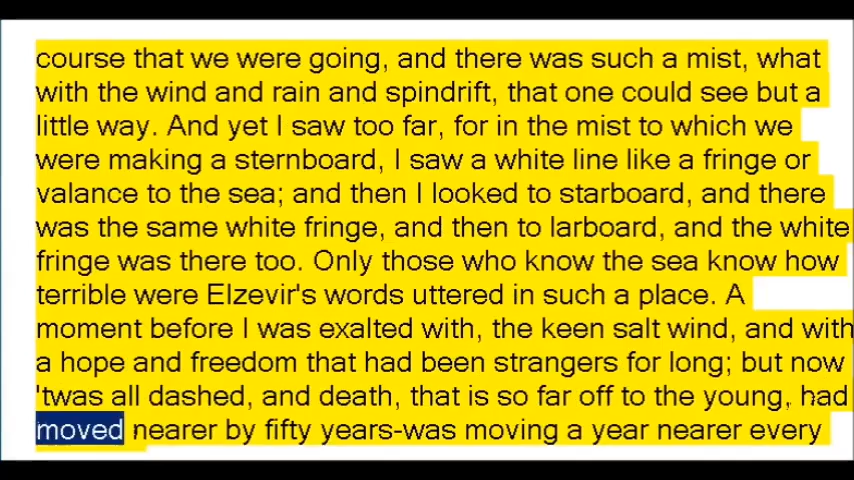 course that we were going, and there was such a mist, what
with the wind and rain and spindrift, that one could see but a
little way. And yet I saw too far, for in the mist to which we
were making a sternboard, I saw a white line like a fringe or
valance to the sea; and then I looked to starboard, and there
was the same white fringe, and then to larboard, and the white
fringe was there too. Only those who know the sea know how
terrible were Elzevir's words uttered in such a place. A
moment before I was exalted with, the keen salt wind, and with
a hope and freedom that had been strangers for long; but now
'twas all dashed, and death, that is so far off to the young, had
moved nearer by fifty years-was moving a year nearer every